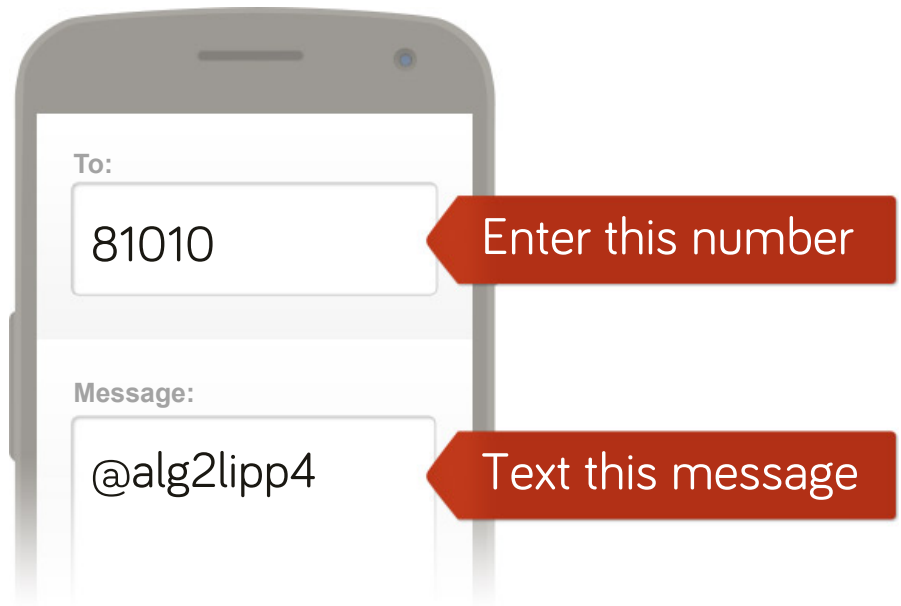 To:
81010
Enter this number
Message:
@alg2lipp4
Text this message